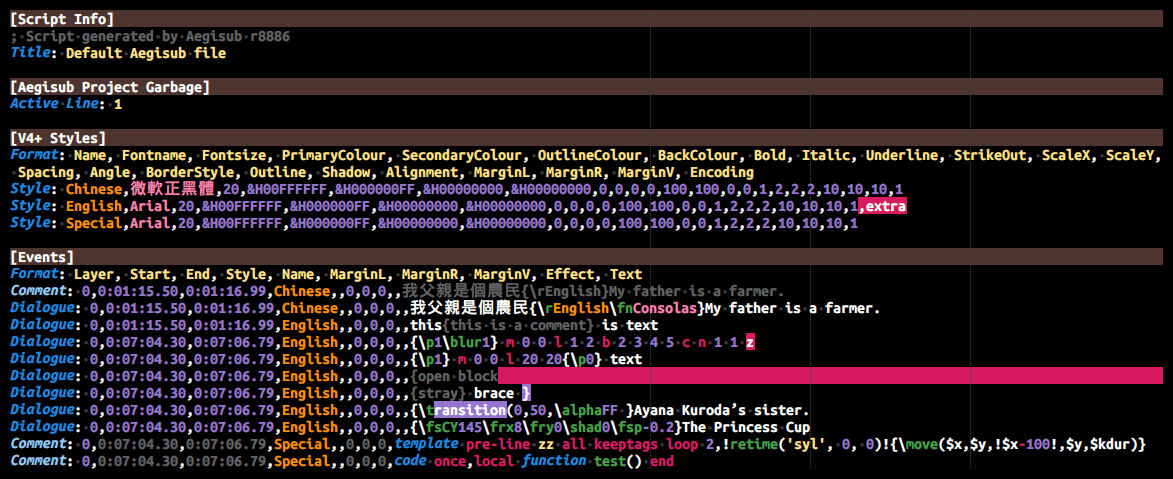 [Script Info]
; Script generated by Aegisub r8886
Title: Default Aegisub file
[Aegisub Project Garbage]
Active Line: 1
[V4+ Styles]
Format: Name, Fontname, Fontsize, PrimaryColour, SecondaryColour, OutlineColour, BackColour, Bold, Italic, Underline, StrikeOut, ScaleX, ScaleY,
Spacing, Angle, BorderStyle, Outline, Shadow, Alignment, MarginL, MarginR, MarginV, Encoding
Style: Chinese,微軟正黑體,20,&H00FFFFFF,&H000000FF,&H00000000,&H00000000,0,0,0,0,100,100,0,0,1,2,2,2,10,10,10,1
Style: English,Arial,20,&H00FFFFFF,&H000000FF,&H00000000,&H00000000,0,0,0,0,100,100,0,0,1,2,2,2,10,10,10,1,extra
Style: Special,Arial,20,&H00FFFFFF,&H000000FF,&H00000000,&H00000000,0,0,0,0,100,100,0,0,1,2,2,2,10,10,10,1
[Events]
Format: Layer, Start, End, Style, Name, MarginL, MarginR, MarginV, Effect, Text
Comment: 0,0:01:15.50,0:01:16.99,Chinese,,0,0,0,,我父親是個農民{\rEnglish}My father is a farmer.
Dialogue: 0,0:01:15.50,0:01:16.99,Chinese,,0,0,0,,我父親是個農民{\rEnglish\fnConsolas}My father is a farmer.
Dialogue: 0,0:01:15.50,0:01:16.99,English,,0,0,0,,this{this is a comment} is text
Dialogue: 0,0:07:04.30,0:07:06.79,English,,0,0,0,,{\p1\blur1} m 0 0 l 1 2 b 2 3 4 5 c n 1 1 z
Dialogue: 0,0:07:04.30,0:07:06.79,English,,0,0,0,,{\p1} m 0 0 l 20 20{\p0} text
Dialogue: 0,0:07:04.30,0:07:06.79,English,,0,0,0,,{open block
Dialogue: 0,0:07:04.30,0:07:06.79,English,,0,0,0,,{stray} brace }
Dialogue: 0,0:07:04.30,0:07:06.79,English,,0,0,0,,{\transition(0,50,\alphaFF }Ayana Kuroda’s sister.
Dialogue: 0,0:07:04.30,0:07:06.79,English,,0,0,0,,{\fsCY145\frx8\fry0\shad0\fsp-0.2}The Princess Cup
Comment: 0,0:07:04.30,0:07:06.79,Special,,0,0,0,template pre-line zz all keeptags loop 2,!retime('syl', 0, 0)!{\move($x,$y,!$x-100!,$y,$kdur)}
Comment: 0,0:07:04.30,0:07:06.79,Special,,0,0,0,code once,local function test() end